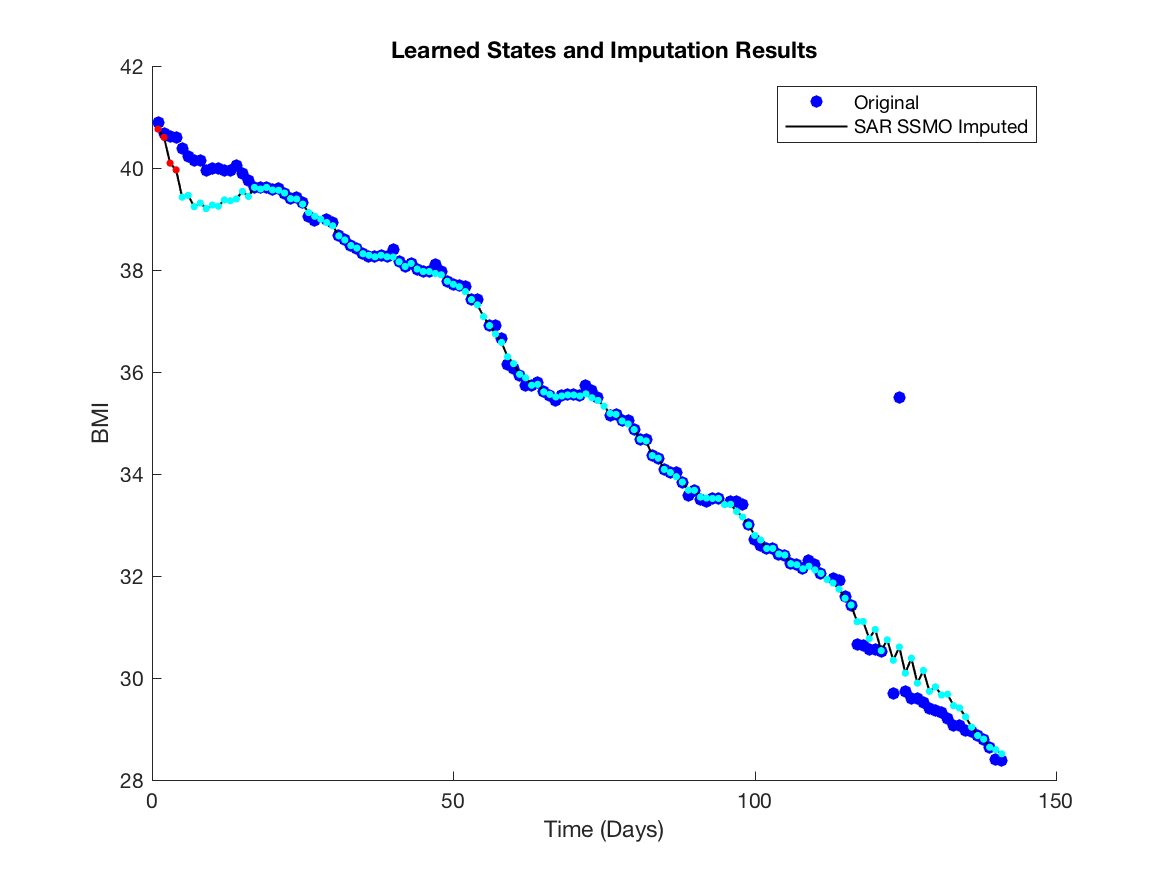 Learned States and Imputation Results
Original
SAR SSMO Imputed
42
40
38
36
34
32
30
28
BMI
0 50 100 150
Time (Days)